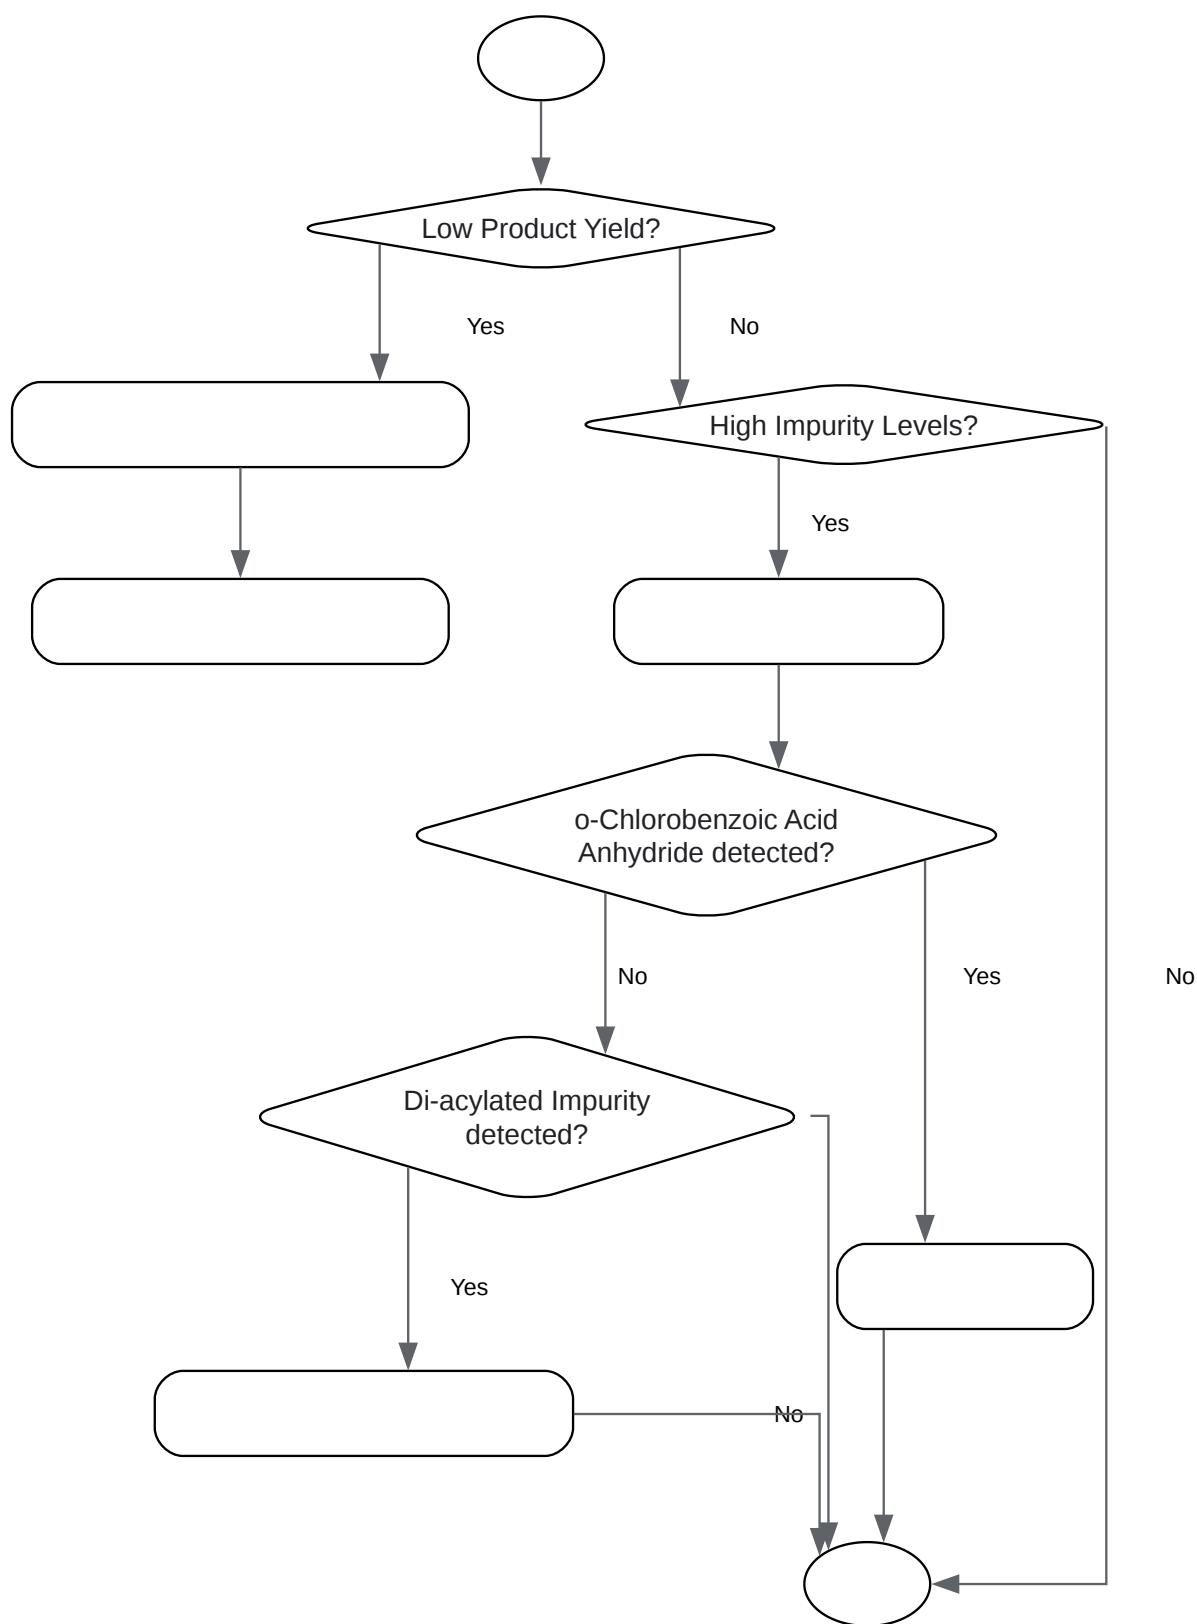 Low Product Yield?
Yes
No
High Impurity Levels?
Yes
o-Chlorobenzoic Acid
Anhydride detected?
No
Yes
No
Di-acylated Impurity
detected?
Yes
No